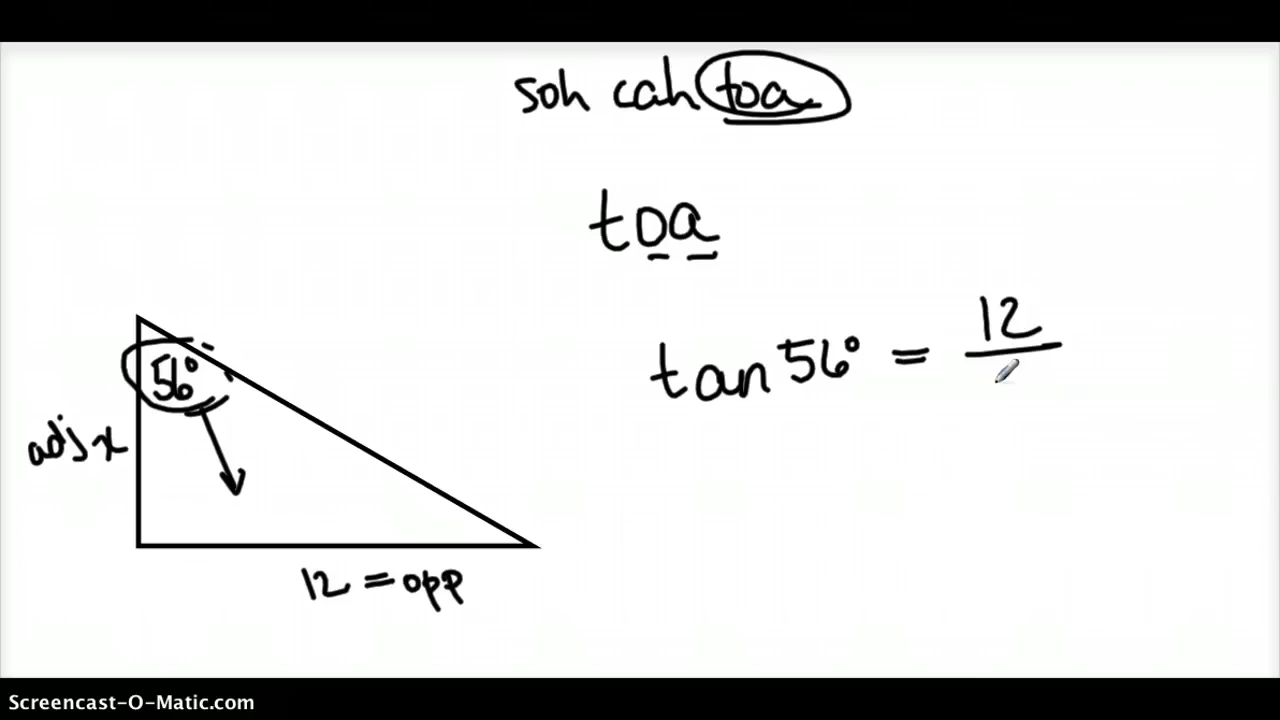 soh cah toa
toa
tan 56° = 12
56°
adj x
12 = opp
Screencast-O-Matic.com